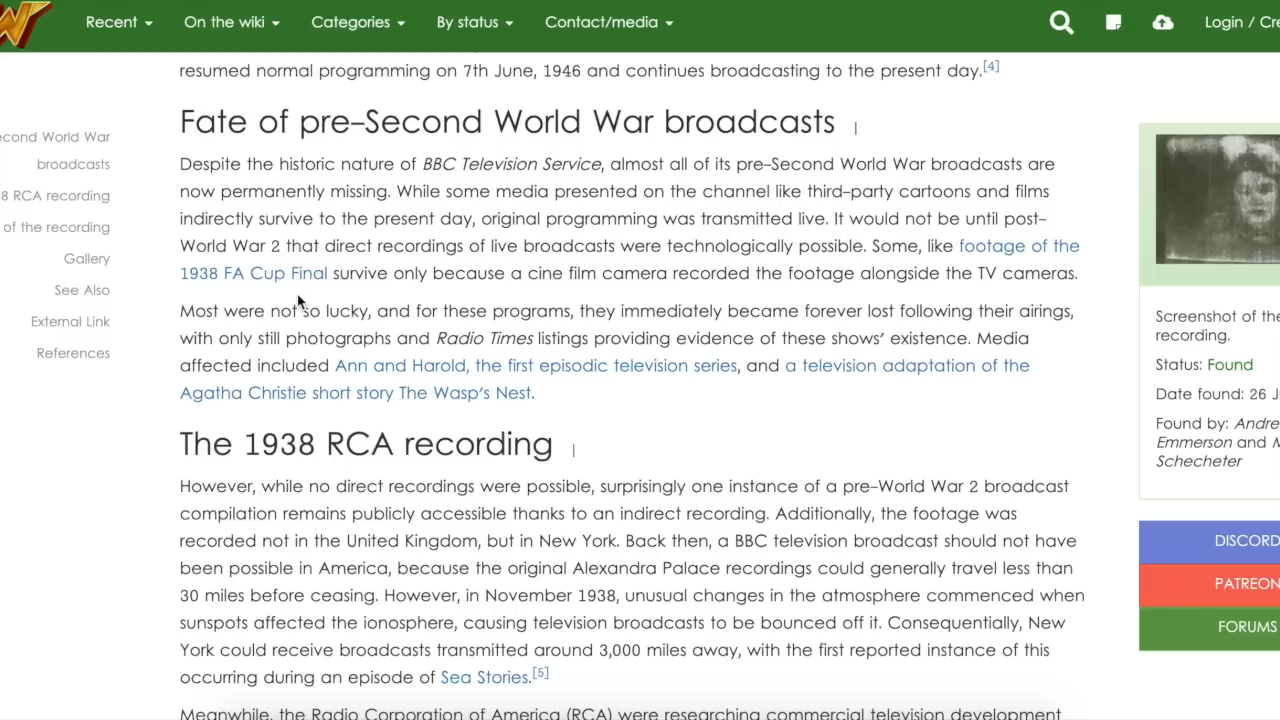 Recent On the wiki Categories By status Contact/media Login / Cre
resumed normal programming on 7th June, 1946 and continues broadcasting to the present day.[4]
Fate of pre-Second World War broadcasts
econd World War
broadcasts
8 RCA recording
of the recording
Gallery
See Also
External Link
References
Despite the historic nature of BBC Television Service, almost all of its pre-Second World War broadcasts are
now permanently missing. While some media presented on the channel like third-party cartoons and films
indirectly survive to the present day, original programming was transmitted live. It would not be until post-
World War 2 that direct recordings of live broadcasts were technologically possible. Some, like footage of the
1938 FA Cup Final survive only because a cine film camera recorded the footage alongside the TV cameras.
Most were not so lucky, and for these programs, they immediately became forever lost following their airings,
with only still photographs and Radio Times listings providing evidence of these shows' existence. Media
affected included Ann and Harold, the first episodic television series, and a television adaptation of the
Agatha Christie short story The Wasp's Nest.
The 1938 RCA recording
However, while no direct recordings were possible, surprisingly one instance of a pre-World War 2 broadcast
compilation remains publicly accessible thanks to an indirect recording. Additionally, the footage was
recorded not in the United Kingdom, but in New York. Back then, a BBC television broadcast should not have
been possible in America, because the original Alexandra Palace recordings could generally travel less than
30 miles before ceasing. However, in November 1938, unusual changes in the atmosphere commenced when
sunspots affected the ionosphere, causing television broadcasts to be bounced off it. Consequentially, New
York could receive broadcasts transmitted around 3,000 miles away, with the first reported instance of this
occurring during an episode of Sea Stories.[5]
Meanwhile, the Radio Corporation of America (RCA) were researching commercial television development
Screenshot of the
recording.
Status: Found
Date found: 26 J
Found by: Andre
Emmerson and M
Schecheter
DISCORD
PATREON
FORUMS